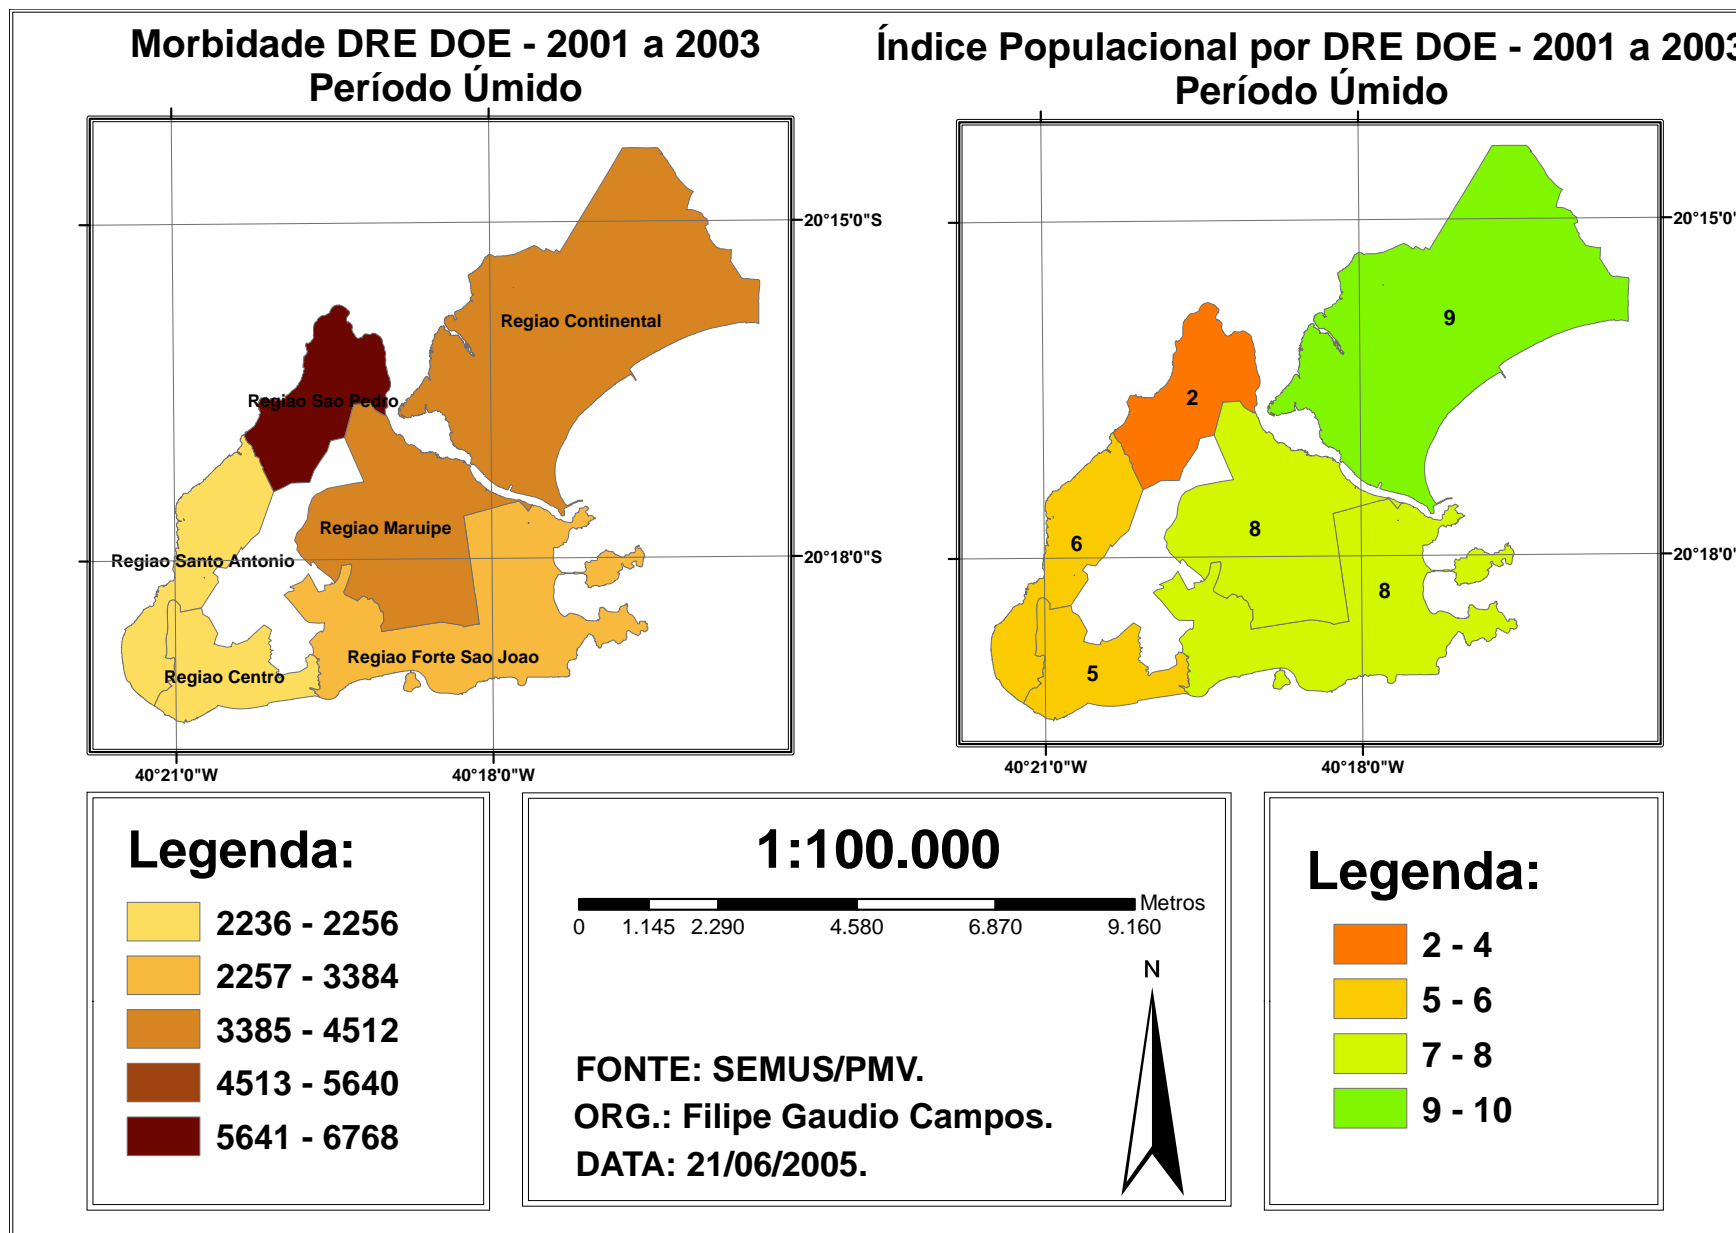 Morbidade DRE DOE - 2001 a 2003
Período Úmido
20°15'0"S
Regiao Continental
Regiao Sao Pedro
Regiao Maruipe
20°18'0"S
Regiao Santo Antonio
Regiao Forte Sao Joao
Regiao Centro
40°21'0"W
40°18'0"W
Índice Populacional por DRE DOE - 2001 a 2003
Período Úmido
20°15'0"
9
2
8
6
20°18'0"
8
5
40°21'0"W
40°18'0"W
Legenda:
2236 - 2256
2257 - 3384
3385 - 4512
4513 - 5640
5641 - 6768
1:100.000
Metros
0 1.145 2.290 4.580 6.870 9.160
N
FONTE: SEMUS/PMV.
ORG.: Filipe Gaudio Campos.
DATA: 21/06/2005.
Legenda:
2 - 4
5 - 6
7 - 8
9 - 10